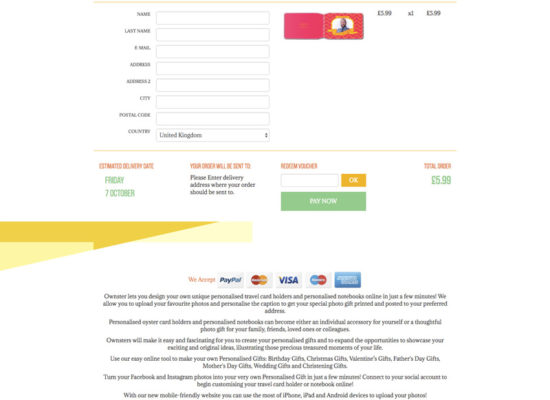 NAME
£5.99 x1 £5.99
LAST NAME
E-MAIL
ADDRESS
ADDRESS 2
CITY
POSTAL CODE
COUNTRY United Kingdom
ESTIMATED DELIVERY DATE YOUR ORDER WILL BE SENT TO: REDEEM VOUCHER TOTAL ORDER
FRIDAY
7 OCTOBER
Please Enter delivery
address where your order
should be sent to.
OK
PAY NOW
£5.99
We Accept PayPal MasterCard VISA Maestro
Ownster lets you design your own unique personalised travel card holders and personalised notebooks online in just a few minutes! We
allow you to upload your favourite photos and personalise the caption to get your special photo gift printed and posted to your preferred
address.
Personalised oyster card holders and personalised notebooks can become either an individual accessory for yourself or a thoughtful
photo gift for your family, friends, loved ones or colleagues.
Ownsters will make it easy and fascinating for you to create your personalised gifts and to expand the opportunities to showcase your
exciting and original ideas, illustrating those precious treasured moments of your life.
Use our easy online tool to make your own Personalised Gifts: Birthday Gifts, Christmas Gifts, Valentine's Gifts, Father's Day Gifts,
Mother's Day Gifts, Wedding Gifts and Christening Gifts.
Turn your Facebook and Instagram photos into your very own Personalised Gift in just a few minutes! Connect to your social account to
begin customising your travel card holder or notebook online!
With our new mobile-friendly website you can use the most of iPhone, iPad and Android devices to upload your photos!